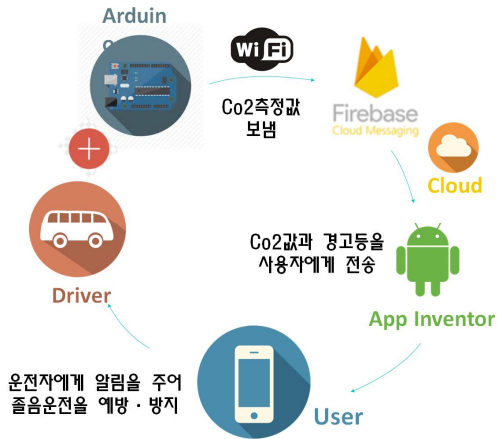 Arduin
o
WiFi
Co2측정값
보냄
Firebase
Cloud Messaging
Cloud
Co2값과 경고등을
사용자에게 전송
App Inventor
User
운전자에게 알림을 주어
졸음운전을 예방 · 방지
Driver